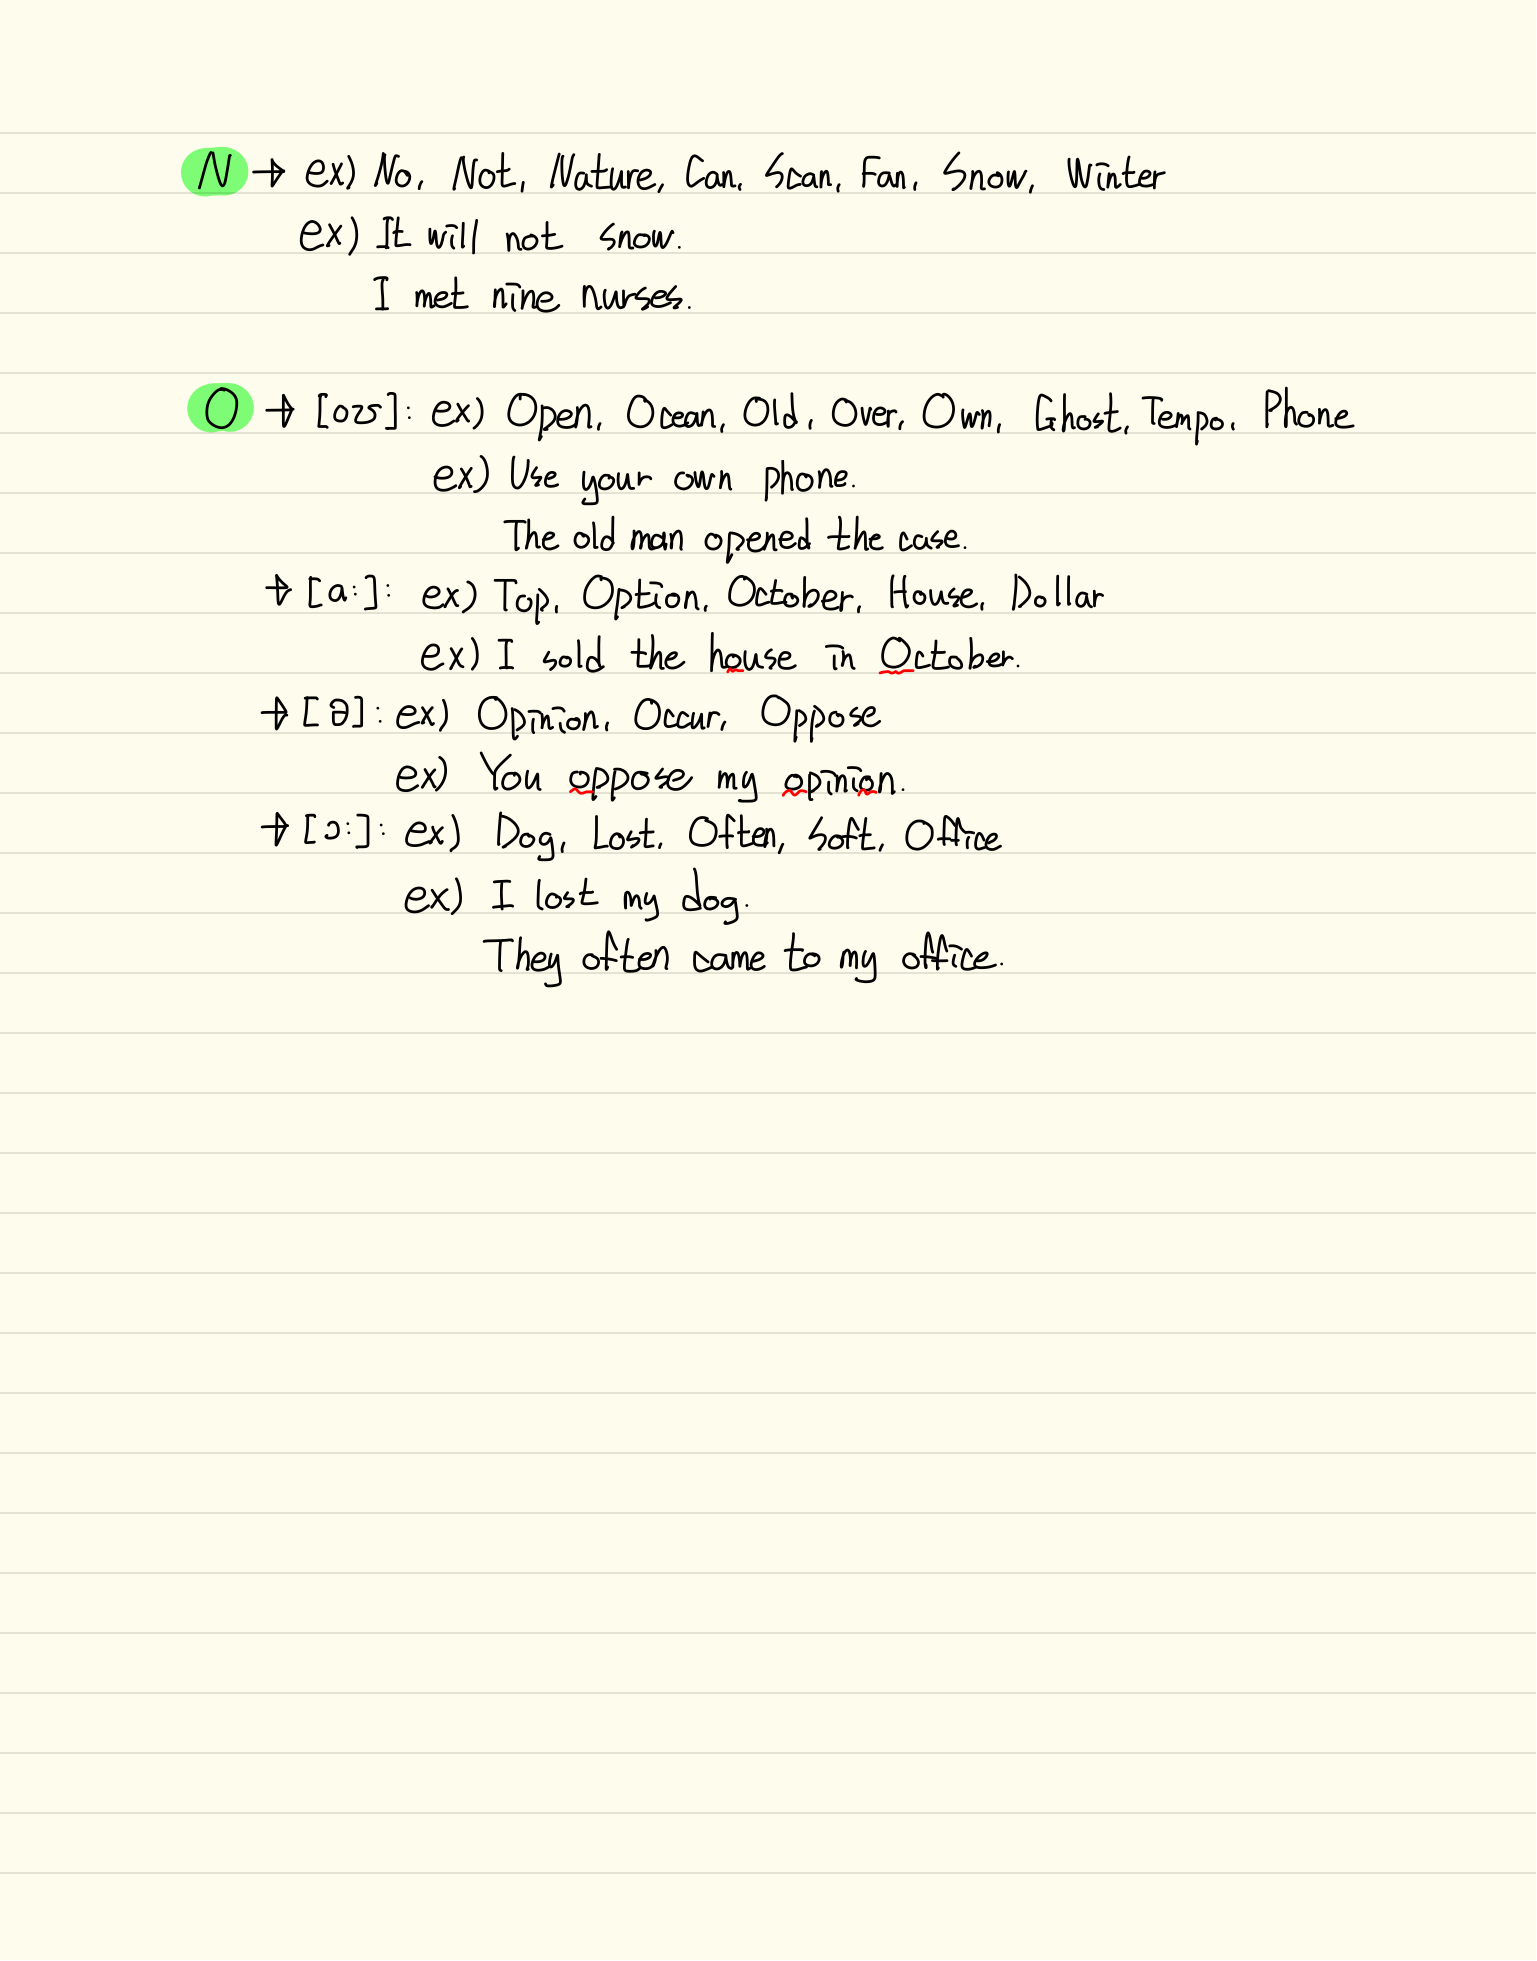 N → ex) No, Not, Nature, Can, Scan, Fan, Snow, Winter
ex) It will not snow.
I met nine nurses.
O → [oʊ]: ex) Open, Ocean, Old, Over, Own, Ghost, Tempo, Phone
ex) Use your own phone.
The old man opened the case.
→ [a:]: ex) Top, Option, October, House, Dollar
ex) I sold the house in October.
→ [ə]: ex) Opinion, Occur, Oppose
ex) You oppose my opinion.
→ [ɔ:]: ex) Dog, Lost, Often, Soft, Office
ex) I lost my dog.
They often came to my office.